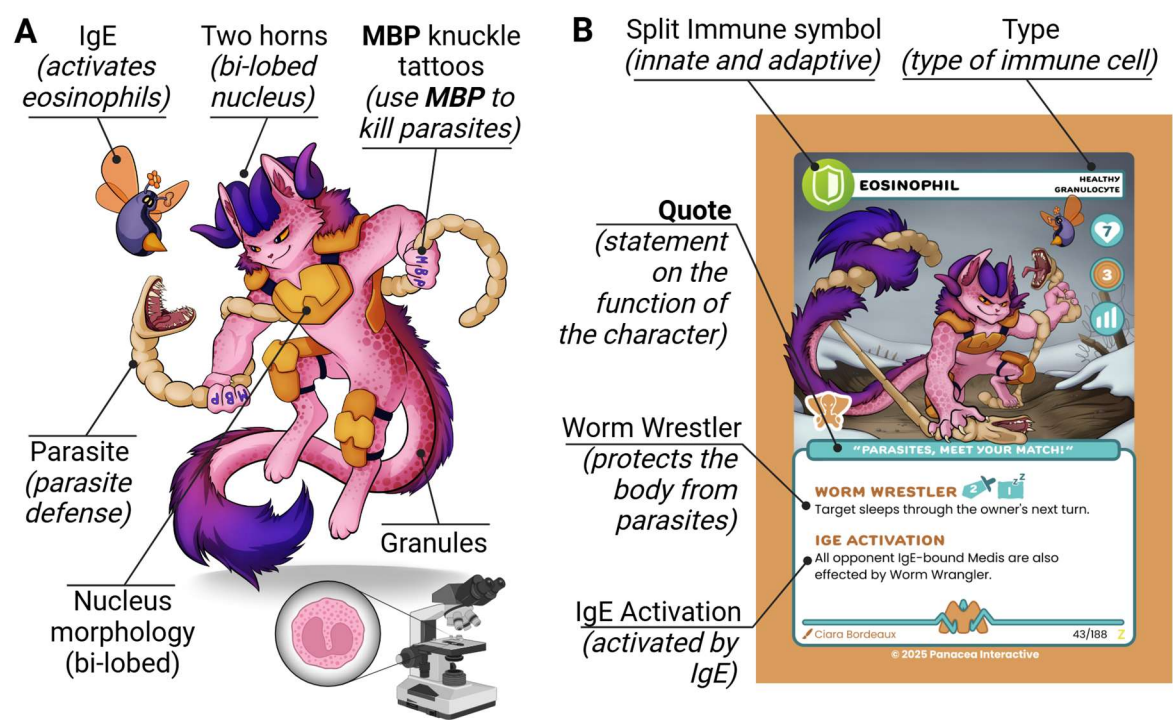 A
IgE
(activates
eosinophils)
Two horns
(bi-lobed
nucleus)
MBP knuckle
tattoos
(use MBP to
kill parasites)
MBP
MBP
Parasite
(parasite
defense)
Granules
Nucleus
morphology
(bi-lobed)
B
Split Immune symbol
(innate and adaptive)
Type
(type of immune cell)
Quote
(statement
on the
function of
the character)
Worm Wrestler
(protects the
body from
parasites)
IgE Activation
(activated by
IgE)
EOSINOPHIL
HEALTHY
GRANULOCYTE
7
3
"PARASITES, MEET YOUR MATCH!"
WORM WRESTLER 2 1 z z
Target sleeps through the owner's next turn.
IGE ACTIVATION
All opponent IgE-bound Medis are also
effected by Worm Wrangler.
Ciara Bordeaux
43/188 Z
© 2025 Panacea Interactive